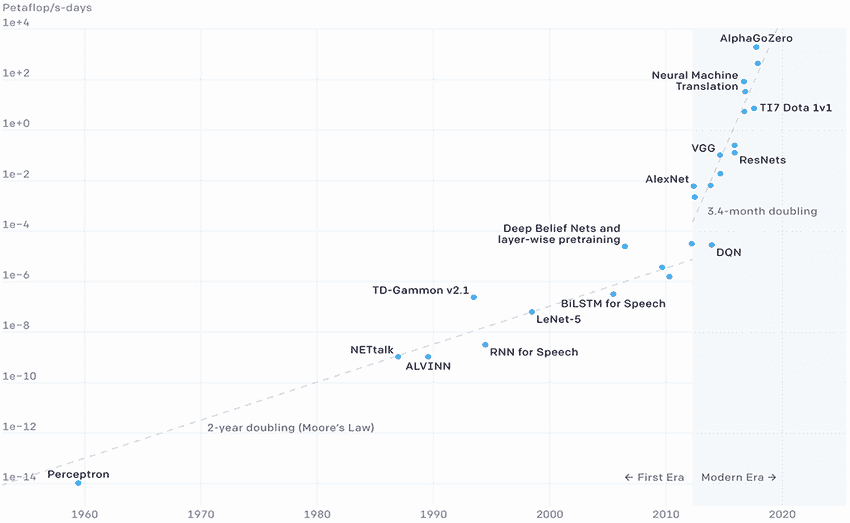 Petaflop/s-days
1e+4
AlphaGoZero
1e+2
Neural Machine
Translation
TI7 Dota 1v1
1e+0
VGG
ResNets
1e-2
AlexNet
3.4-month doubling
1e-4
Deep Belief Nets and
layer-wise pretraining
DQN
1e-6
TD-Gammon v2.1
BiLSTM for Speech
LeNet-5
1e-8
NETtalk
RNN for Speech
ALVINN
1e-10
1e-12
2-year doubling (Moore's Law)
1e-14
Perceptron
← First Era
Modern Era →
1960
1970
1980
1990
2000
2010
2020